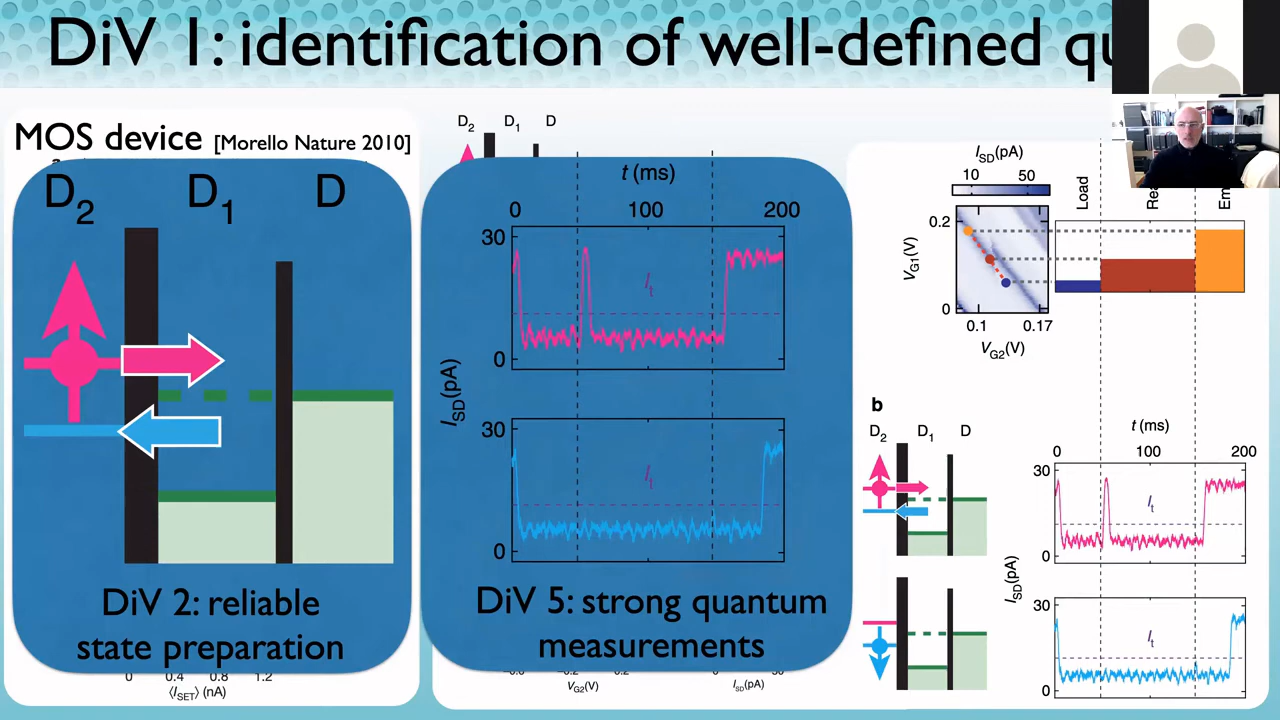 DiV 1: identification of well-defined qu
MOS device [Morello Nature 2010]
D2 D1 D
DiV 2: reliable
state preparation
0 0.4 0.8 1.2
⟨ISET⟩ (nA)
D2 D1 D
t (ms)
0 100 200
30
It
0
ISD(pA)
30
It
0
DiV 5: strong quantum
measurements
VG2(V)
ISD(pA)
ISD(pA)
10 50
Load
0.2
VG1(V)
0
0.1 0.17
VG2(V)
b
D2 D1 D
t (ms)
0 100 200
30
It
0
ISD(pA)
30
It
0